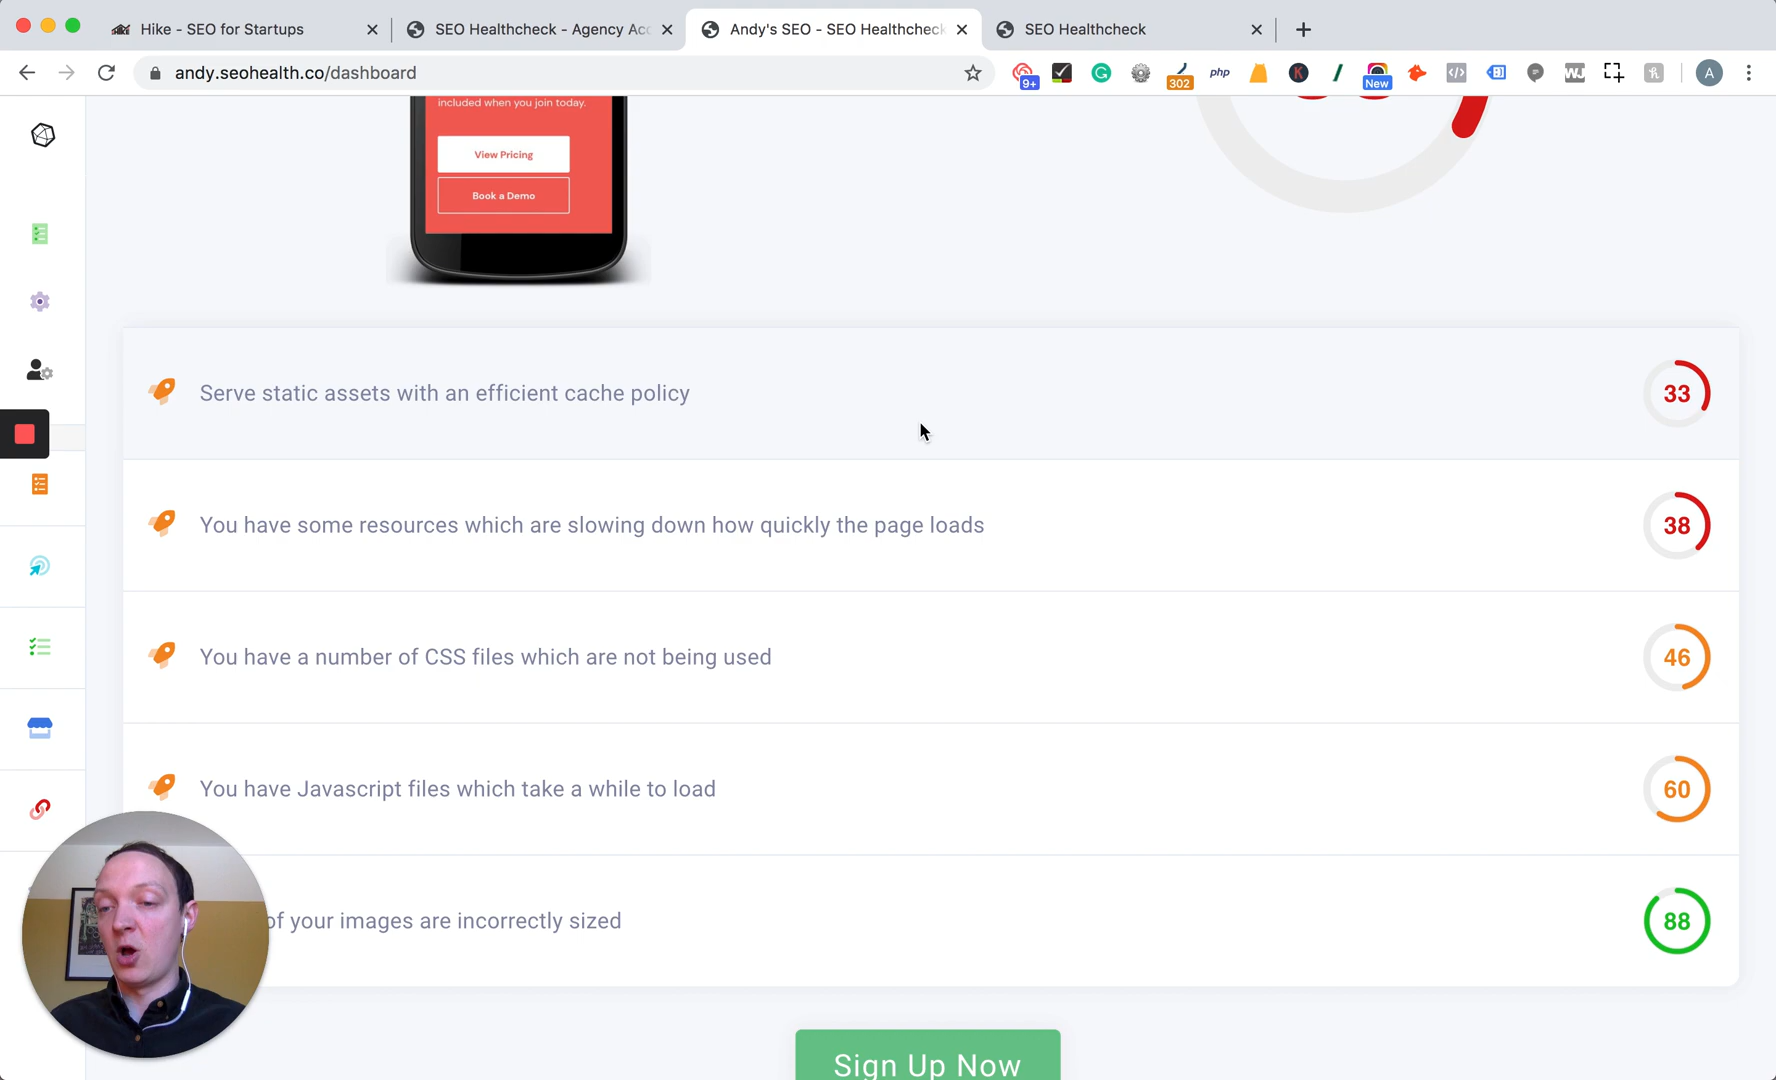 Hike - SEO for Startups
SEO Healthcheck - Agency Acc
Andy's SEO - SEO Healthcheck
SEO Healthcheck
andy.seohealth.co/dashboard
9+
302
php
K
New
WJ
A
included when you join today.
View Pricing
Book a Demo
Serve static assets with an efficient cache policy
33
You have some resources which are slowing down how quickly the page loads
38
You have a number of CSS files which are not being used
46
You have Javascript files which take a while to load
60
of your images are incorrectly sized
88
Sign Up Now